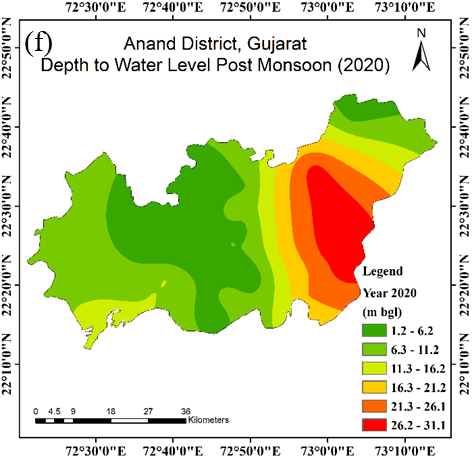 (f)
Anand District, Gujarat
Depth to Water Level Post Monsoon (2020)
N
72°30'0"E 72°40'0"E 72°50'0"E 73°0'0"E 73°10'0"E
22°50'0"N 22°50'0"N
22°40'0"N 22°40'0"N
22°30'0"N 22°30'0"N
22°20'0"N 22°20'0"N
22°10'0"N 22°10'0"N
Legend
Year 2020
(m bgl)
1.2 - 6.2
6.3 - 11.2
11.3 - 16.2
16.3 - 21.2
21.3 - 26.1
26.2 - 31.1
0 4.5 9 18 27 36
Kilometers
72°30'0"E 72°40'0"E 72°50'0"E 73°0'0"E 73°10'0"E